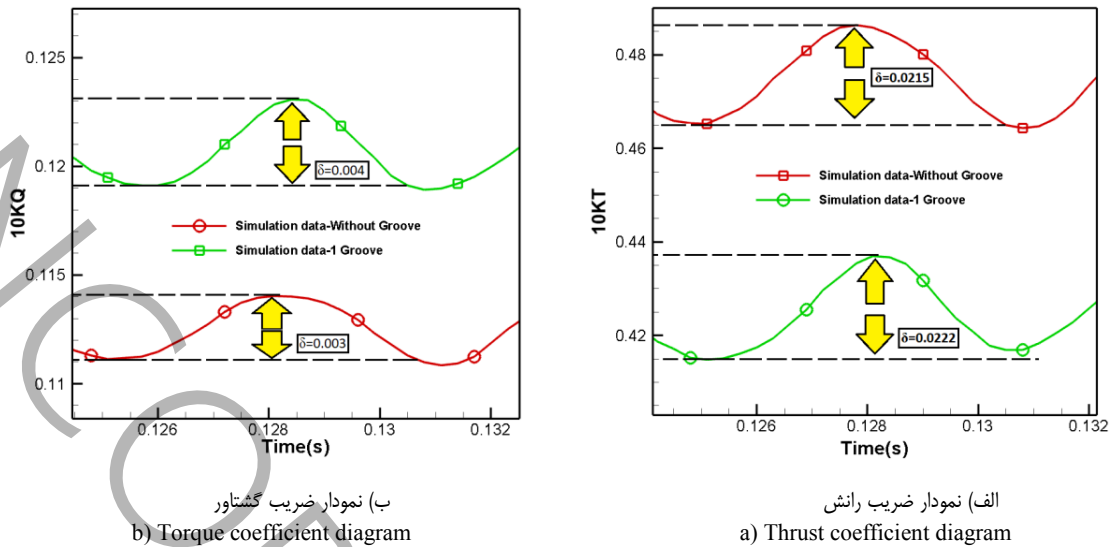 0.125
0.12
0.115
0.11
10KQ
δ=0.004
Simulation data-Without Groove
Simulation data-1 Groove
δ=0.003
0.126
0.128
0.13
0.132
Time(s)
ب) نمودار ضریب گشتاور
b) Torque coefficient diagram
0.48
0.46
0.44
0.42
10KT
δ=0.0215
Simulation data-Without Groove
Simulation data-1 Groove
δ=0.0222
0.126
0.128
0.13
0.132
Time(s)
الف) نمودار ضریب رانش
a) Thrust coefficient diagram